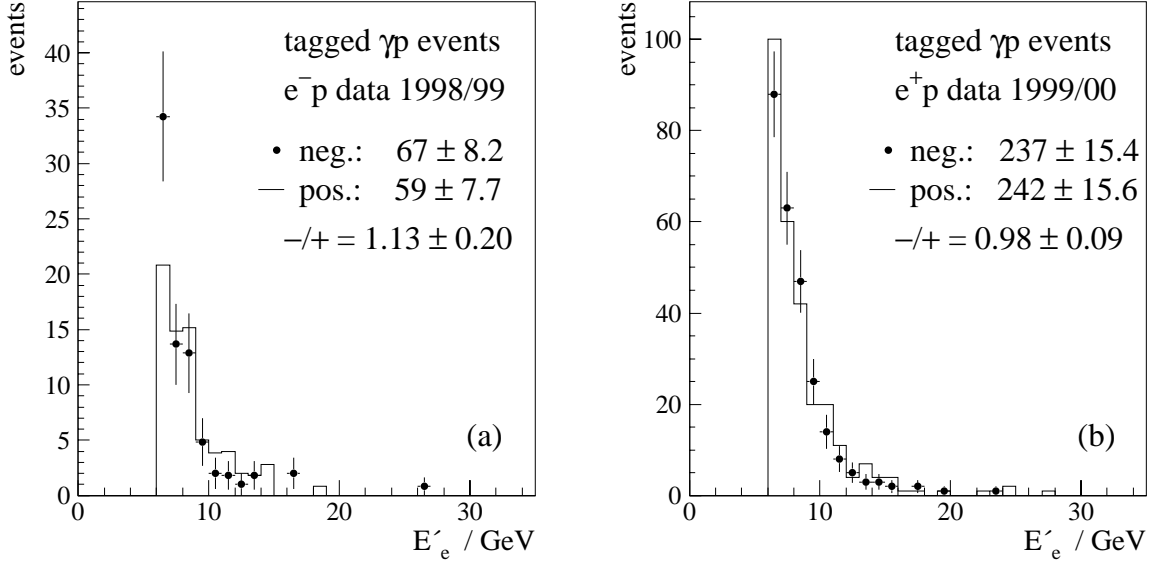 events
40
35
30
25
20
15
10
5
0
tagged γp events
e⁻p data 1998/99
neg.: 67 ± 8.2
pos.: 59 ± 7.7
−/+ = 1.13 ± 0.20
(a)
0 10 20 30
E´e / GeV
events
100
80
60
40
20
0
tagged γp events
e⁺p data 1999/00
neg.: 237 ± 15.4
pos.: 242 ± 15.6
−/+ = 0.98 ± 0.09
(b)
0 10 20 30
E´e / GeV